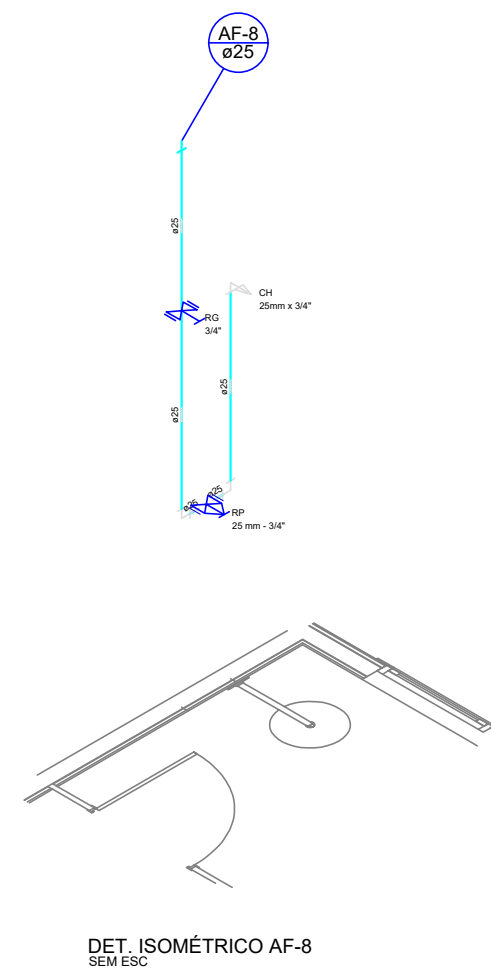 AF-8
ø25
ø25
CH
25mm x 3/4"
RG
3/4"
ø25
ø25
ø25
ø25
RP
25 mm - 3/4"
DET. ISOMÉTRICO AF-8
SEM ESC